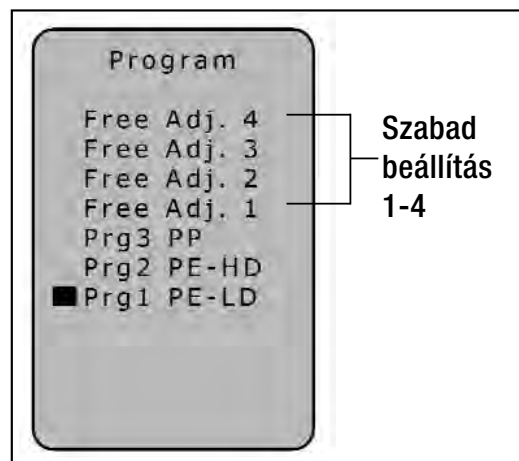 Program
Free Adj. 4
Free Adj. 3
Free Adj. 2
Free Adj. 1
Prg3 PP
Prg2 PE-HD
Prg1 PE-LD
Szabad
beállítás
1-4